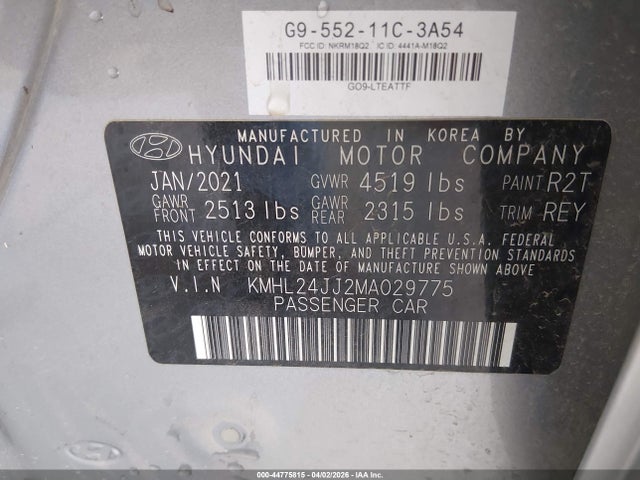 G9-552-11C-3A54
FCC ID: NKRM18Q2 IC ID: 4441A-M18Q2
GO9-LTEATTF
MANUFACTURED IN KOREA BY
HYUNDAI MOTOR COMPANY
JAN/2021 GVWR 4519 lbs PAINT R2T
GAWR FRONT 2513 lbs GAWR REAR 2315 lbs TRIM REY
THIS VEHICLE CONFORMS TO ALL APPLICABLE U.S.A. FEDERAL
MOTOR VEHICLE SAFETY, BUMPER, AND THEFT PREVENTION STANDARDS
IN EFFECT ON THE DATE OF MANUFACTURE SHOWN ABOVE.
V.I.N KMHL24JJ2MA029775
PASSENGER CAR
000-44775815 - 04/02/2026 - IAAI.COM